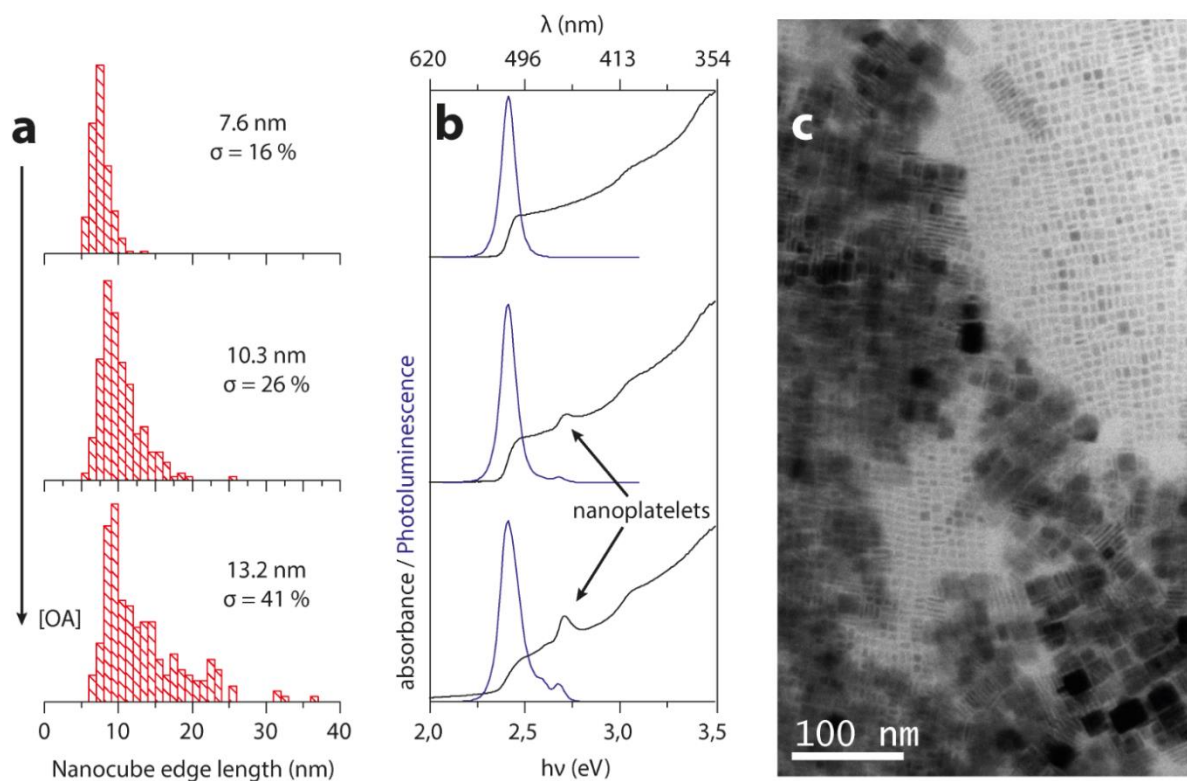 a
7.6 nm
σ = 16 %
10.3 nm
σ = 26 %
13.2 nm
σ = 41 %
[OA]
0 10 20 30 40
Nanocube edge length (nm)
b
λ (nm)
620 496 413 354
absorbance / Photoluminescence
nanoplatelets
2,0 2,5 3,0 3,5
hν (eV)
c
100 nm